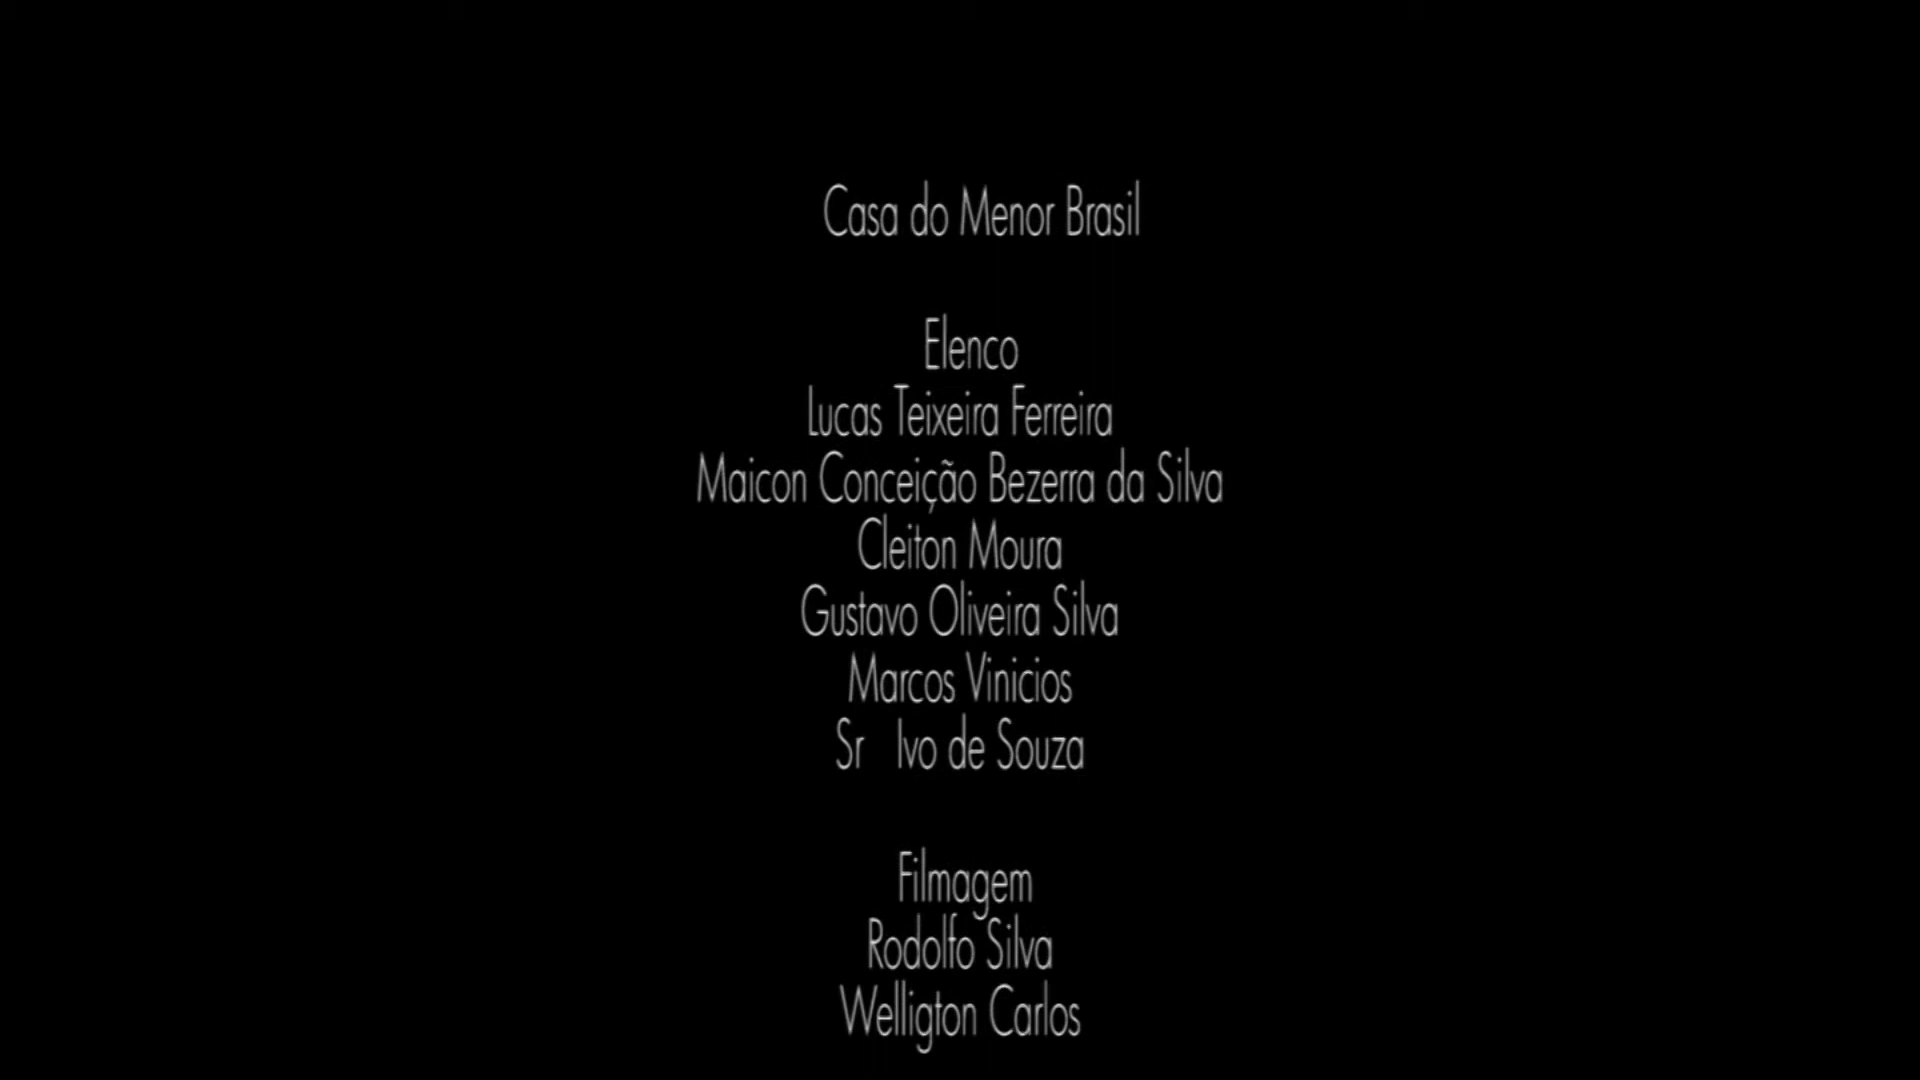 Casa do Menor Brasil
Elenco
Lucas Teixeira Ferreira
Maicon Conceição Bezerra da Silva
Cleiton Moura
Gustavo Oliveira Silva
Marcos Vinicios
Sr Ivo de Souza
Filmagem
Rodolfo Silva
Welligton Carlos